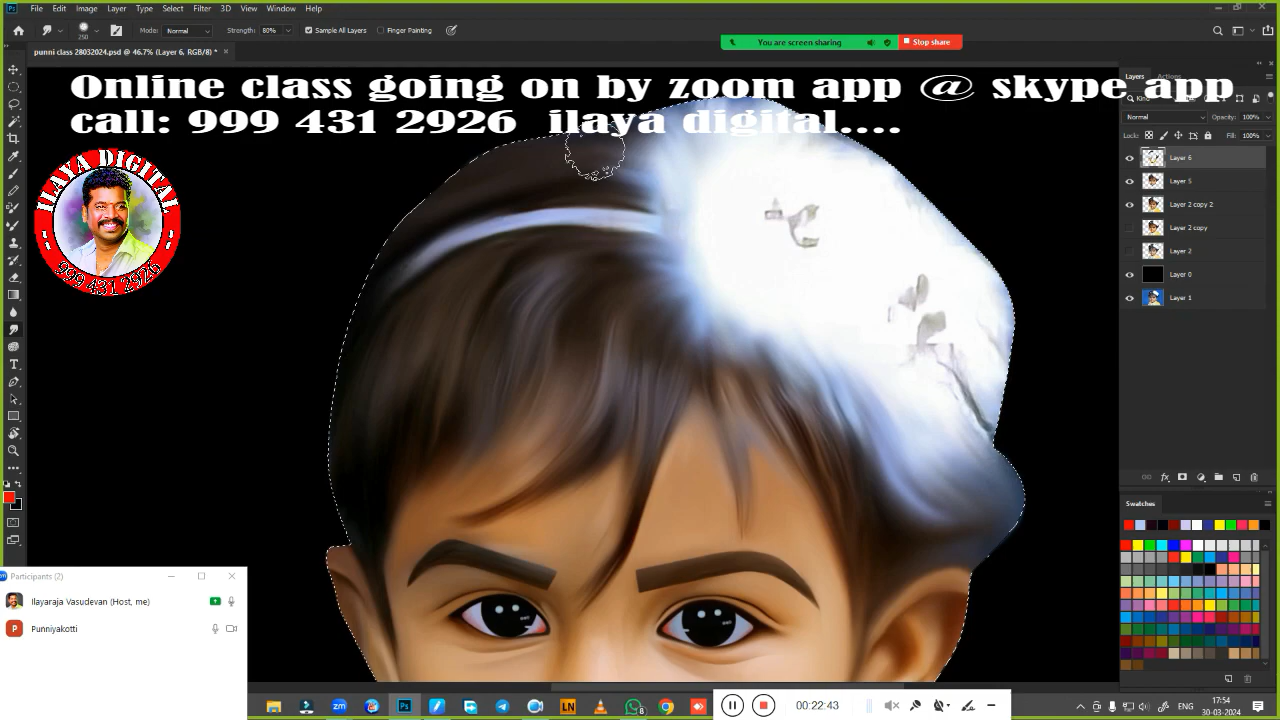 File Edit Image Layer Type Select Filter 3D View Window Help
250 Mode: Normal Strength: 80% Sample All Layers Finger Painting
punni class 28032024.psd @ 46.7% (Layer 6, RGB/8) *
You are screen sharing Stop share
Online class going on by zoom app @ skype app
call: 999 431 2926 ilaya digital....
ILAYA DIGITAL
999 431 2926
Layers Actions
Normal Opacity: 100%
Lock: Fill: 100%
Layer 6
Layer 5
Layer 2 copy 2
Layer 2 copy
Layer 2
Layer 0
Layer 1
Swatches
Participants (2)
Ilayaraja Vasudevan (Host, me)
P Punniyakotti
00:22:43
ENG
17:54
30-03-2024